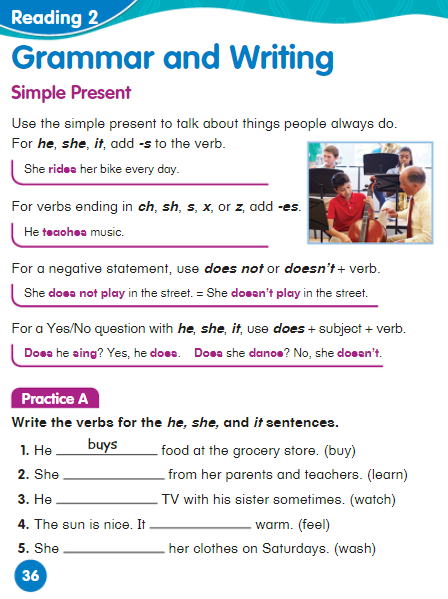 Reading 2
Grammar and Writing
Simple Present
Use the simple present to talk about things people always do.
For he, she, it, add -s to the verb.
She rides her bike every day.
For verbs ending in ch, sh, s, x, or z, add -es.
He teaches music.
For a negative statement, use does not or doesn't + verb.
She does not play in the street. = She doesn't play in the street.
For a Yes/No question with he, she, it, use does + subject + verb.
Does he sing? Yes, he does. Does she dance? No, she doesn't.
Practice A
Write the verbs for the he, she, and it sentences.
1. He buys food at the grocery store. (buy)
2. She ____________ from her parents and teachers. (learn)
3. He ____________ TV with his sister sometimes. (watch)
4. The sun is nice. It ____________ warm. (feel)
5. She ____________ her clothes on Saturdays. (wash)
36